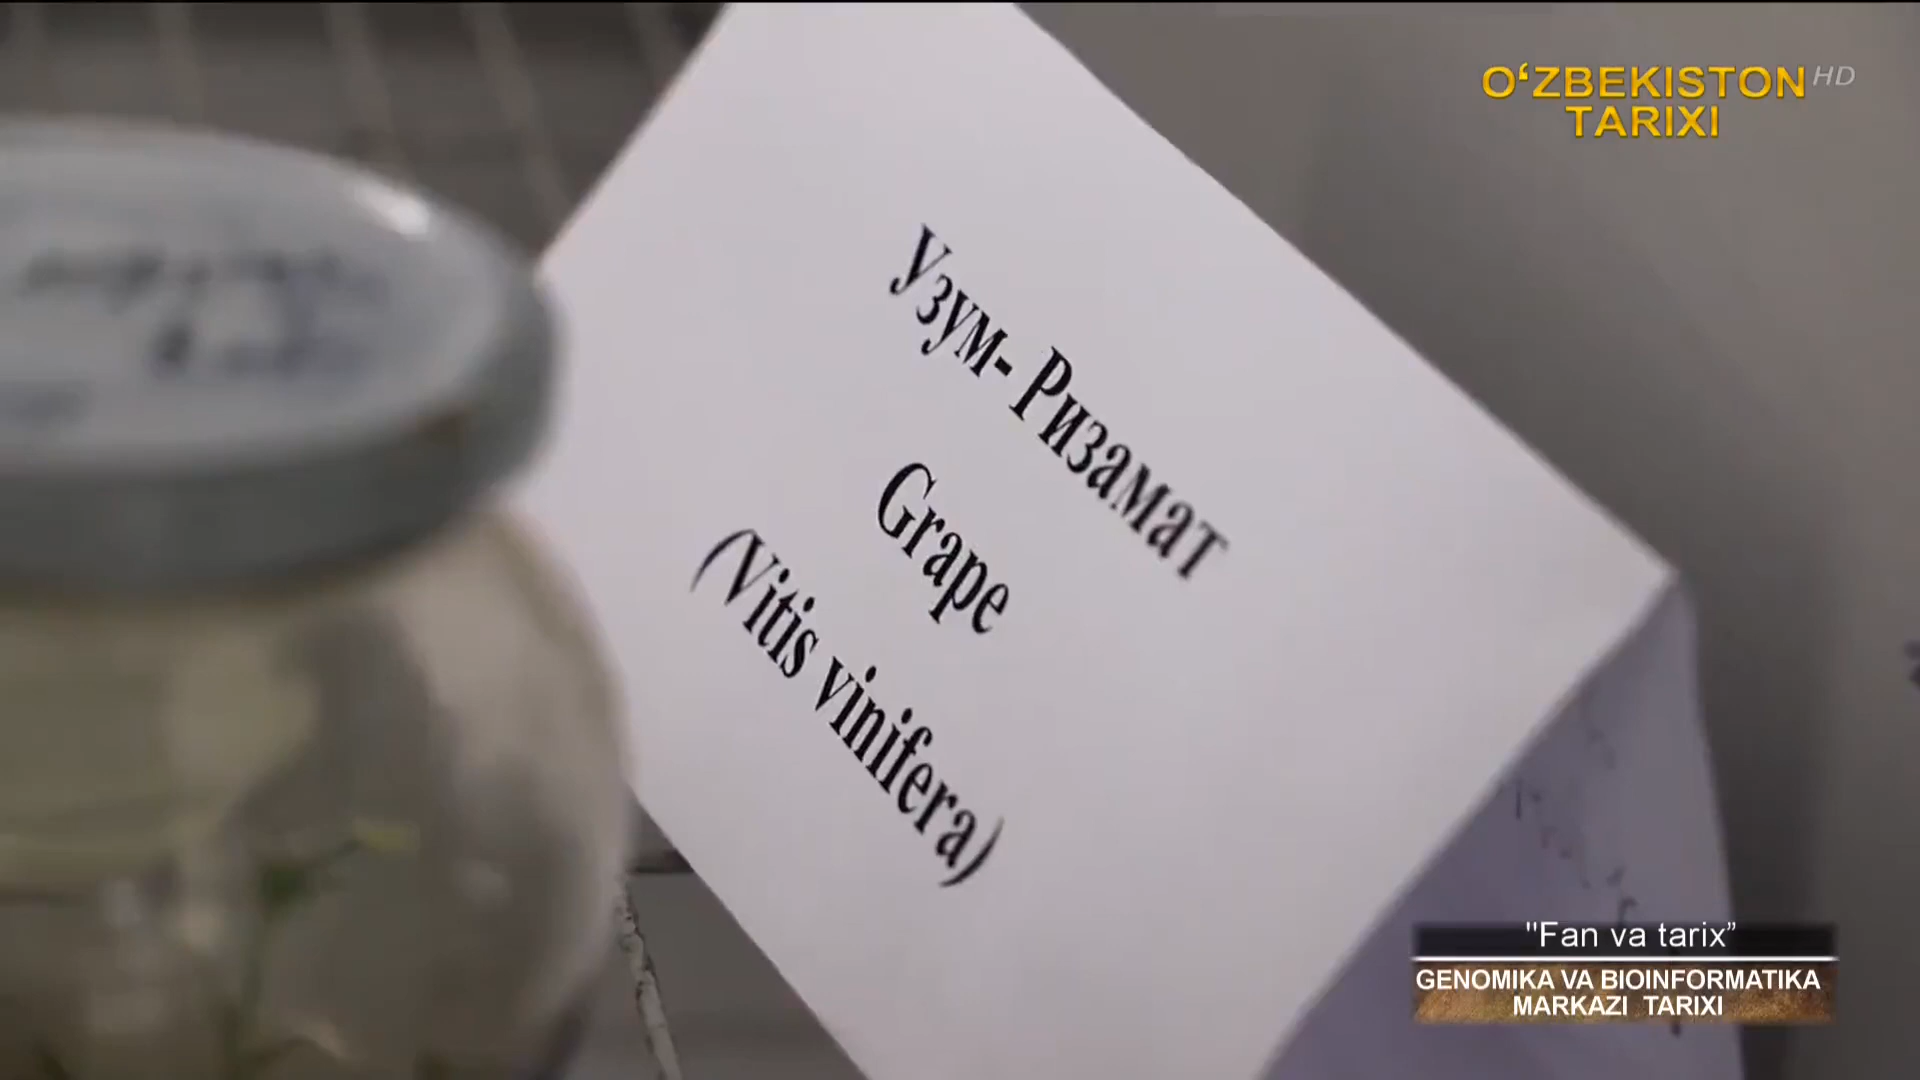 O‘ZBEKISTON HD
TARIXI
Узум- Ризамат
Grape
(Vitis vinifera)
"Fan va tarix”
GENOMIKA VA BIOINFORMATIKA
MARKAZI TARIXI